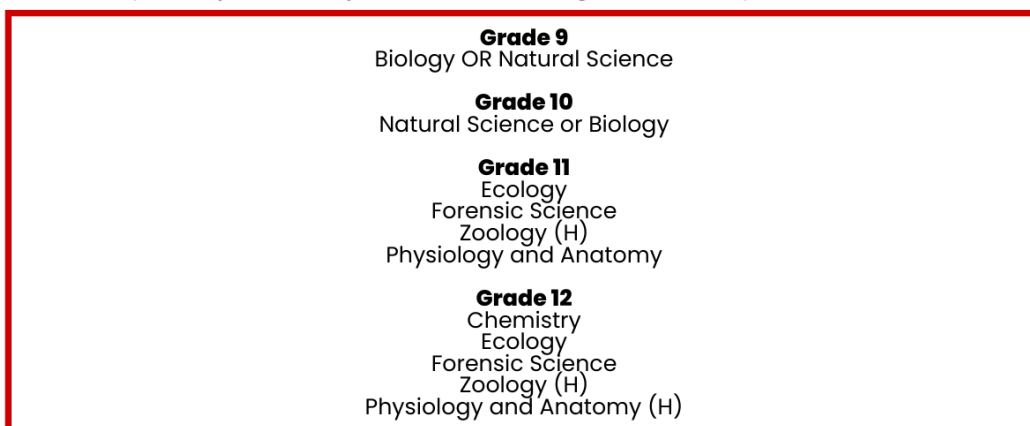 Grade 9
Biology OR Natural Science
Grade 10
Natural Science or Biology
Grade 11
Ecology
Forensic Science
Zoology (H)
Physiology and Anatomy
Grade 12
Chemistry
Ecology
Forensic Science
Zoology (H)
Physiology and Anatomy (H)